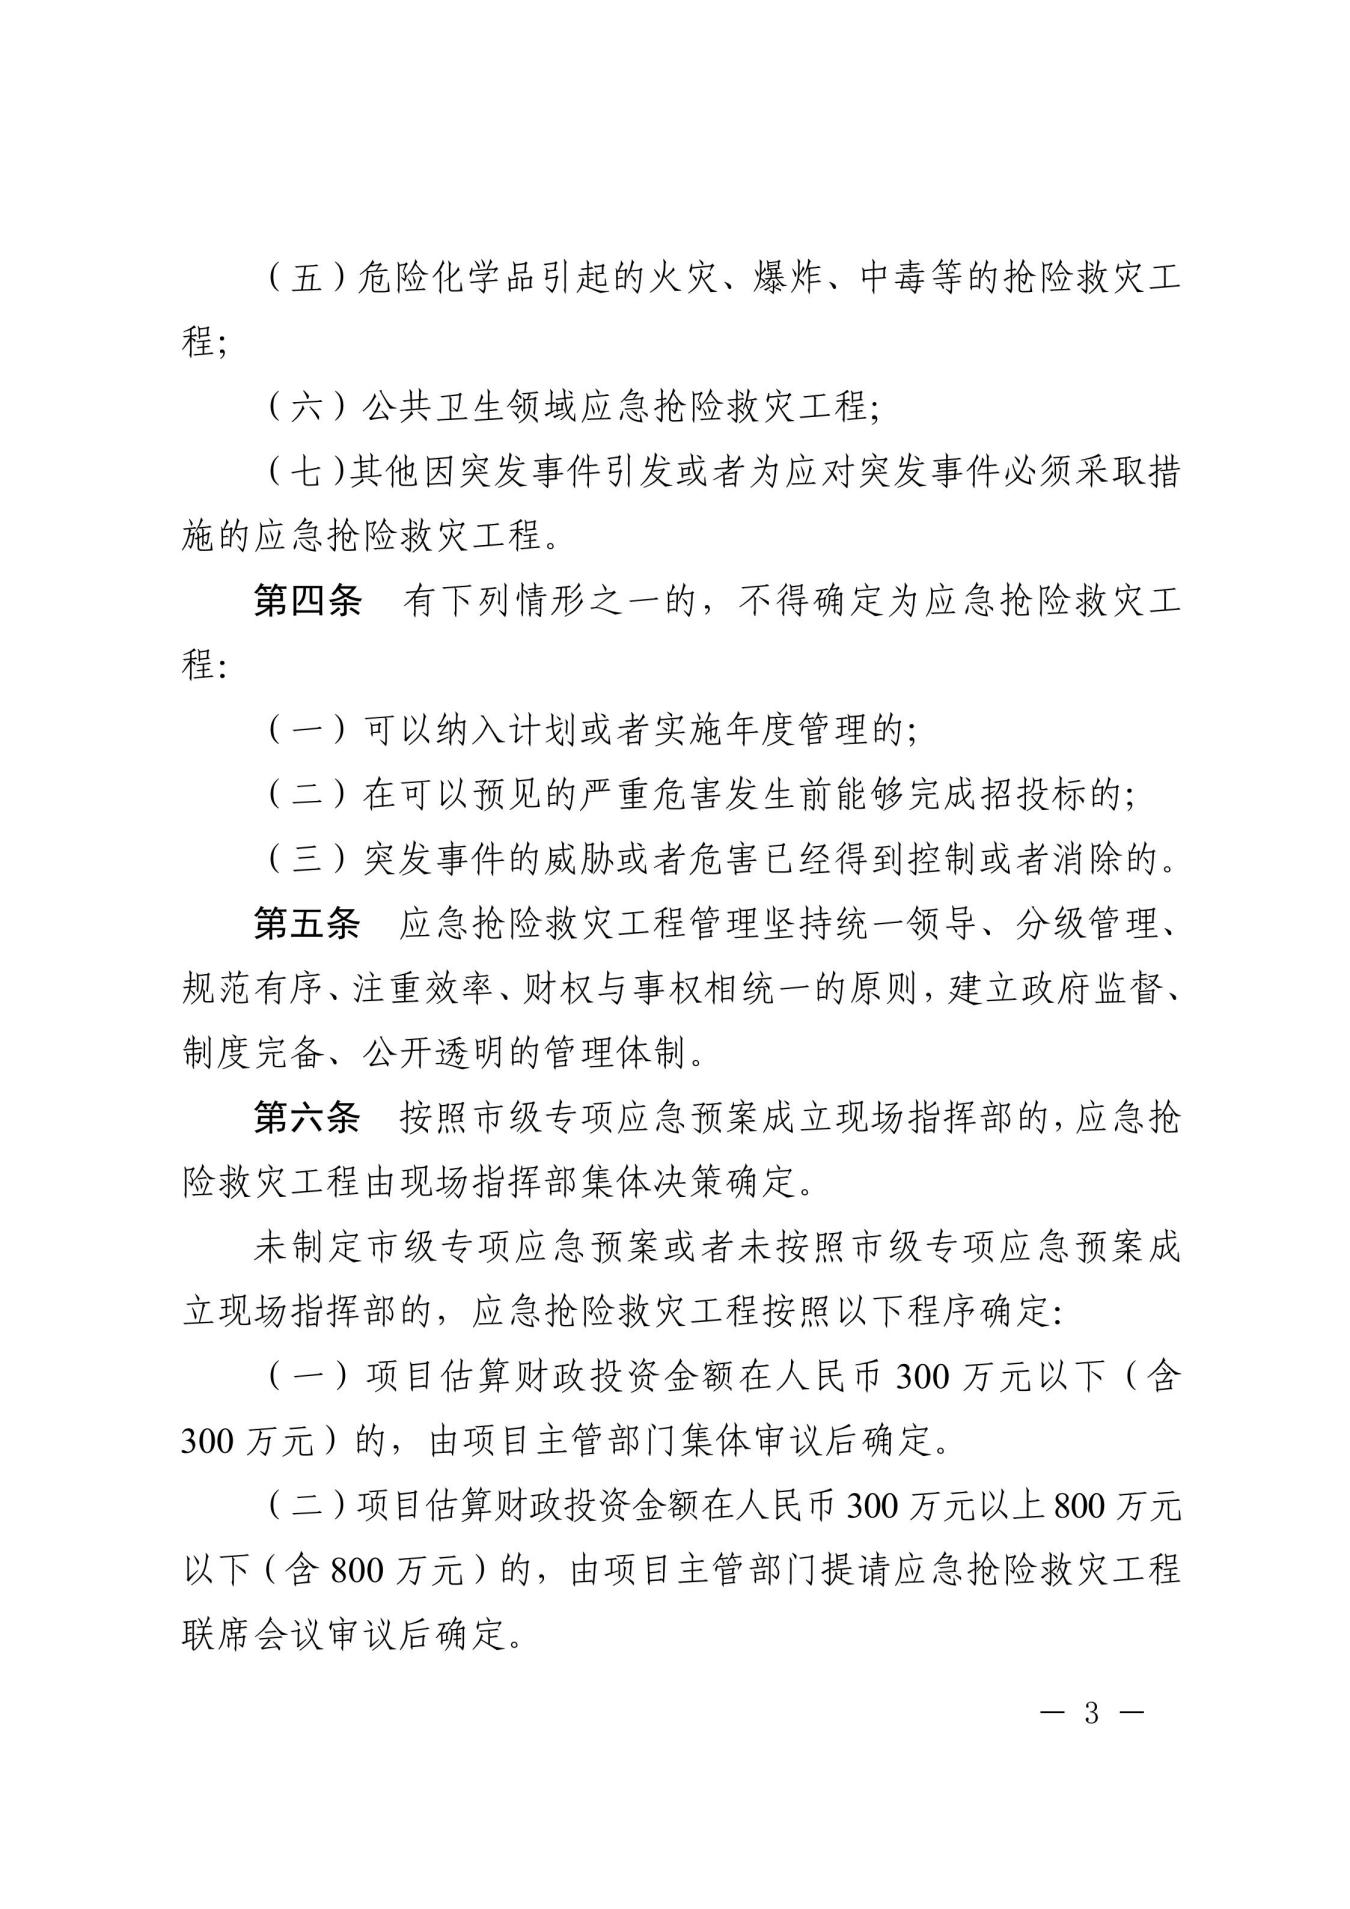 （五）危险化学品引起的火灾、爆炸、中毒等的抢险救灾工
程；
（六）公共卫生领域应急抢险救灾工程；
（七）其他因突发事件引发或者为应对突发事件必须采取措
施的应急抢险救灾工程。
第四条　有下列情形之一的，不得确定为应急抢险救灾工
程：
（一）可以纳入计划或者实施年度管理的；
（二）在可以预见的严重危害发生前能够完成招投标的；
（三）突发事件的威胁或者危害已经得到控制或者消除的。
第五条　应急抢险救灾工程管理坚持统一领导、分级管理、
规范有序、注重效率、财权与事权相统一的原则，建立政府监督、
制度完备、公开透明的管理体制。
第六条　按照市级专项应急预案成立现场指挥部的，应急抢
险救灾工程由现场指挥部集体决策确定。
未制定市级专项应急预案或者未按照市级专项应急预案成
立现场指挥部的，应急抢险救灾工程按照以下程序确定：
（一）项目估算财政投资金额在人民币 300 万元以下（含
300 万元）的，由项目主管部门集体审议后确定。
（二）项目估算财政投资金额在人民币 300 万元以上 800 万元
以下（含 800 万元）的，由项目主管部门提请应急抢险救灾工程
联席会议审议后确定。
— 3 —